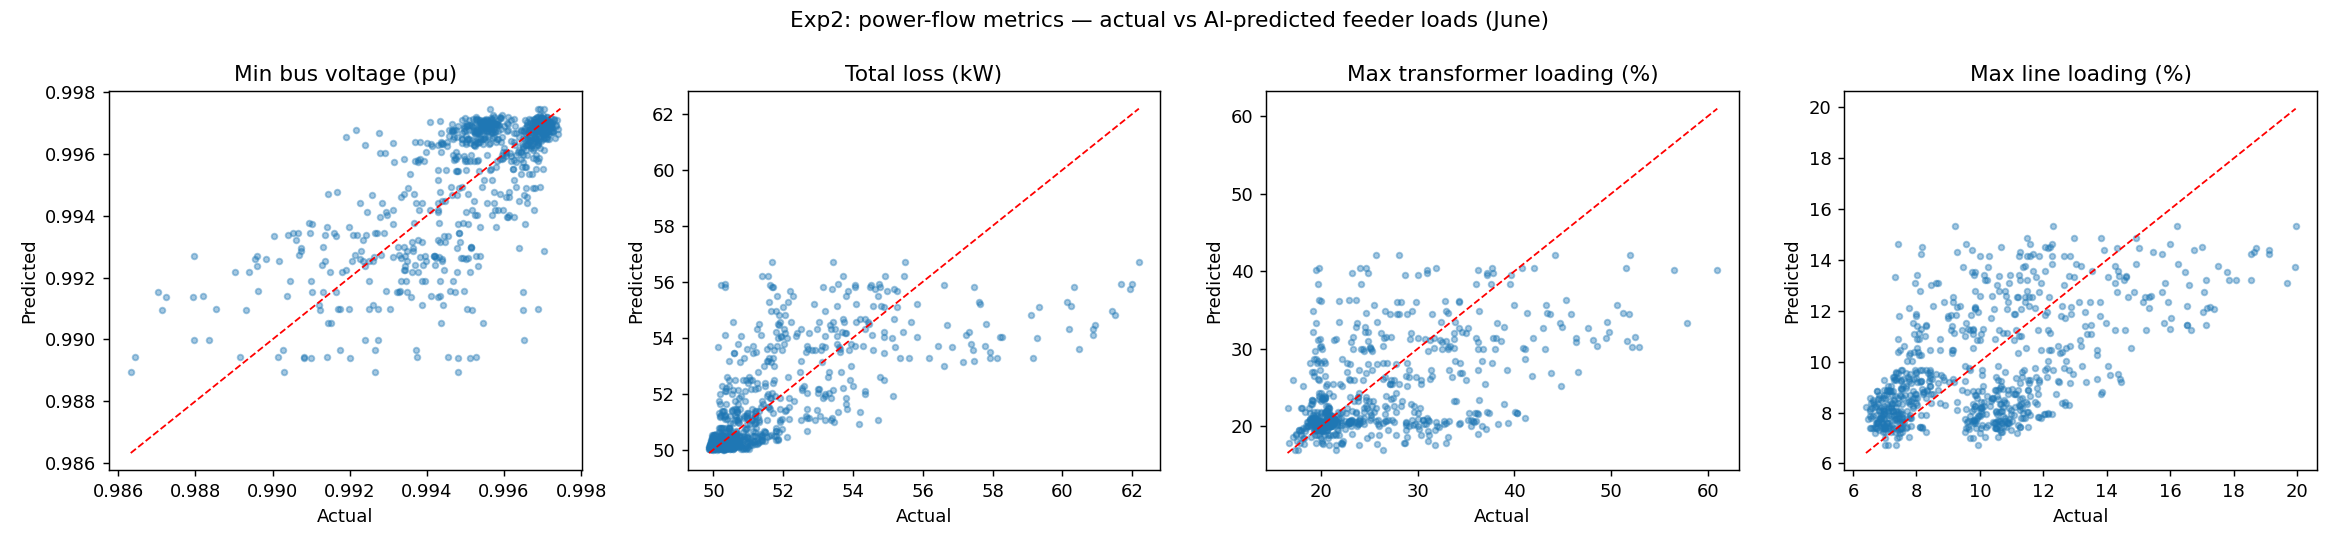 Exp2: power-flow metrics — actual vs AI-predicted feeder loads (June)
Min bus voltage (pu)
0.998
0.996
0.994
0.992
0.990
0.988
0.986
Predicted
0.986 0.988 0.990 0.992 0.994 0.996 0.998
Actual
Total loss (kW)
62
60
58
56
54
52
50
Predicted
50 52 54 56 58 60 62
Actual
Max transformer loading (%)
60
50
40
30
20
Predicted
20 30 40 50 60
Actual
Max line loading (%)
20
18
16
14
12
10
8
6
Predicted
6 8 10 12 14 16 18 20
Actual